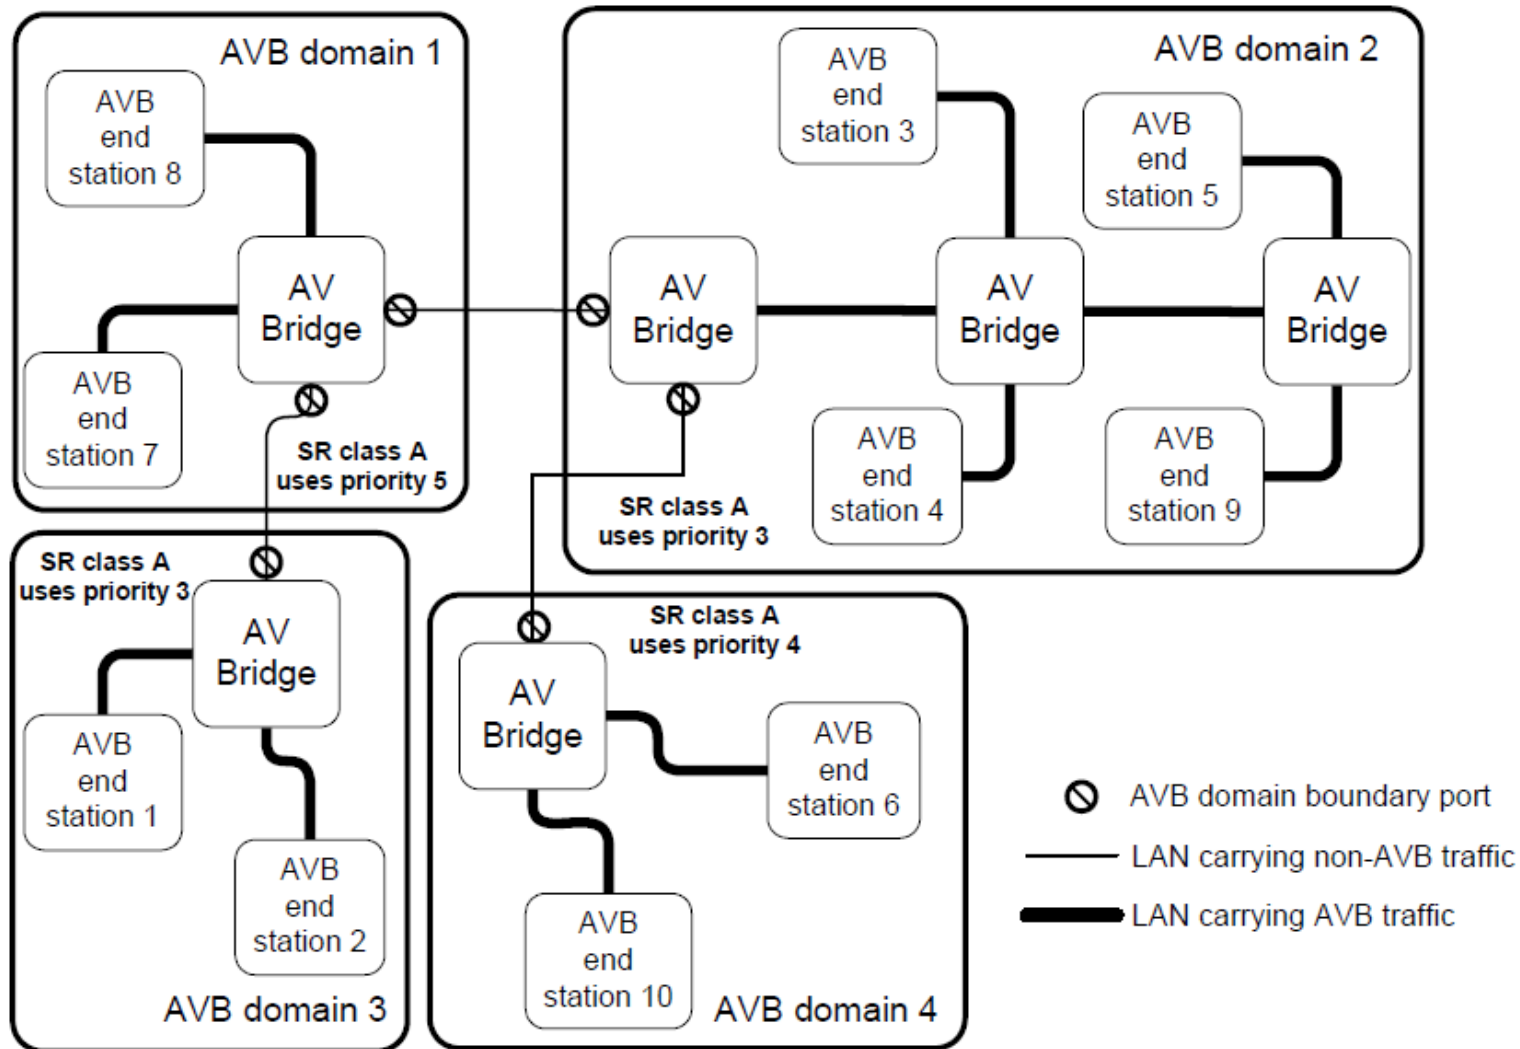 AVB domain 1
AVB
end
station 8
AV
Bridge
AVB
end
station 7
SR class A
uses priority 5
AVB domain 2
AVB
end
station 3
AVB
end
station 5
AV
Bridge
AV
Bridge
AV
Bridge
AVB
end
station 4
AVB
end
station 9
SR class A
uses priority 3
SR class A
uses priority 3
AV
Bridge
AVB
end
station 1
AVB
end
station 2
AVB domain 3
SR class A
uses priority 4
AV
Bridge
AVB
end
station 6
AVB
end
station 10
AVB domain 4
AVB domain boundary port
LAN carrying non-AVB traffic
LAN carrying AVB traffic